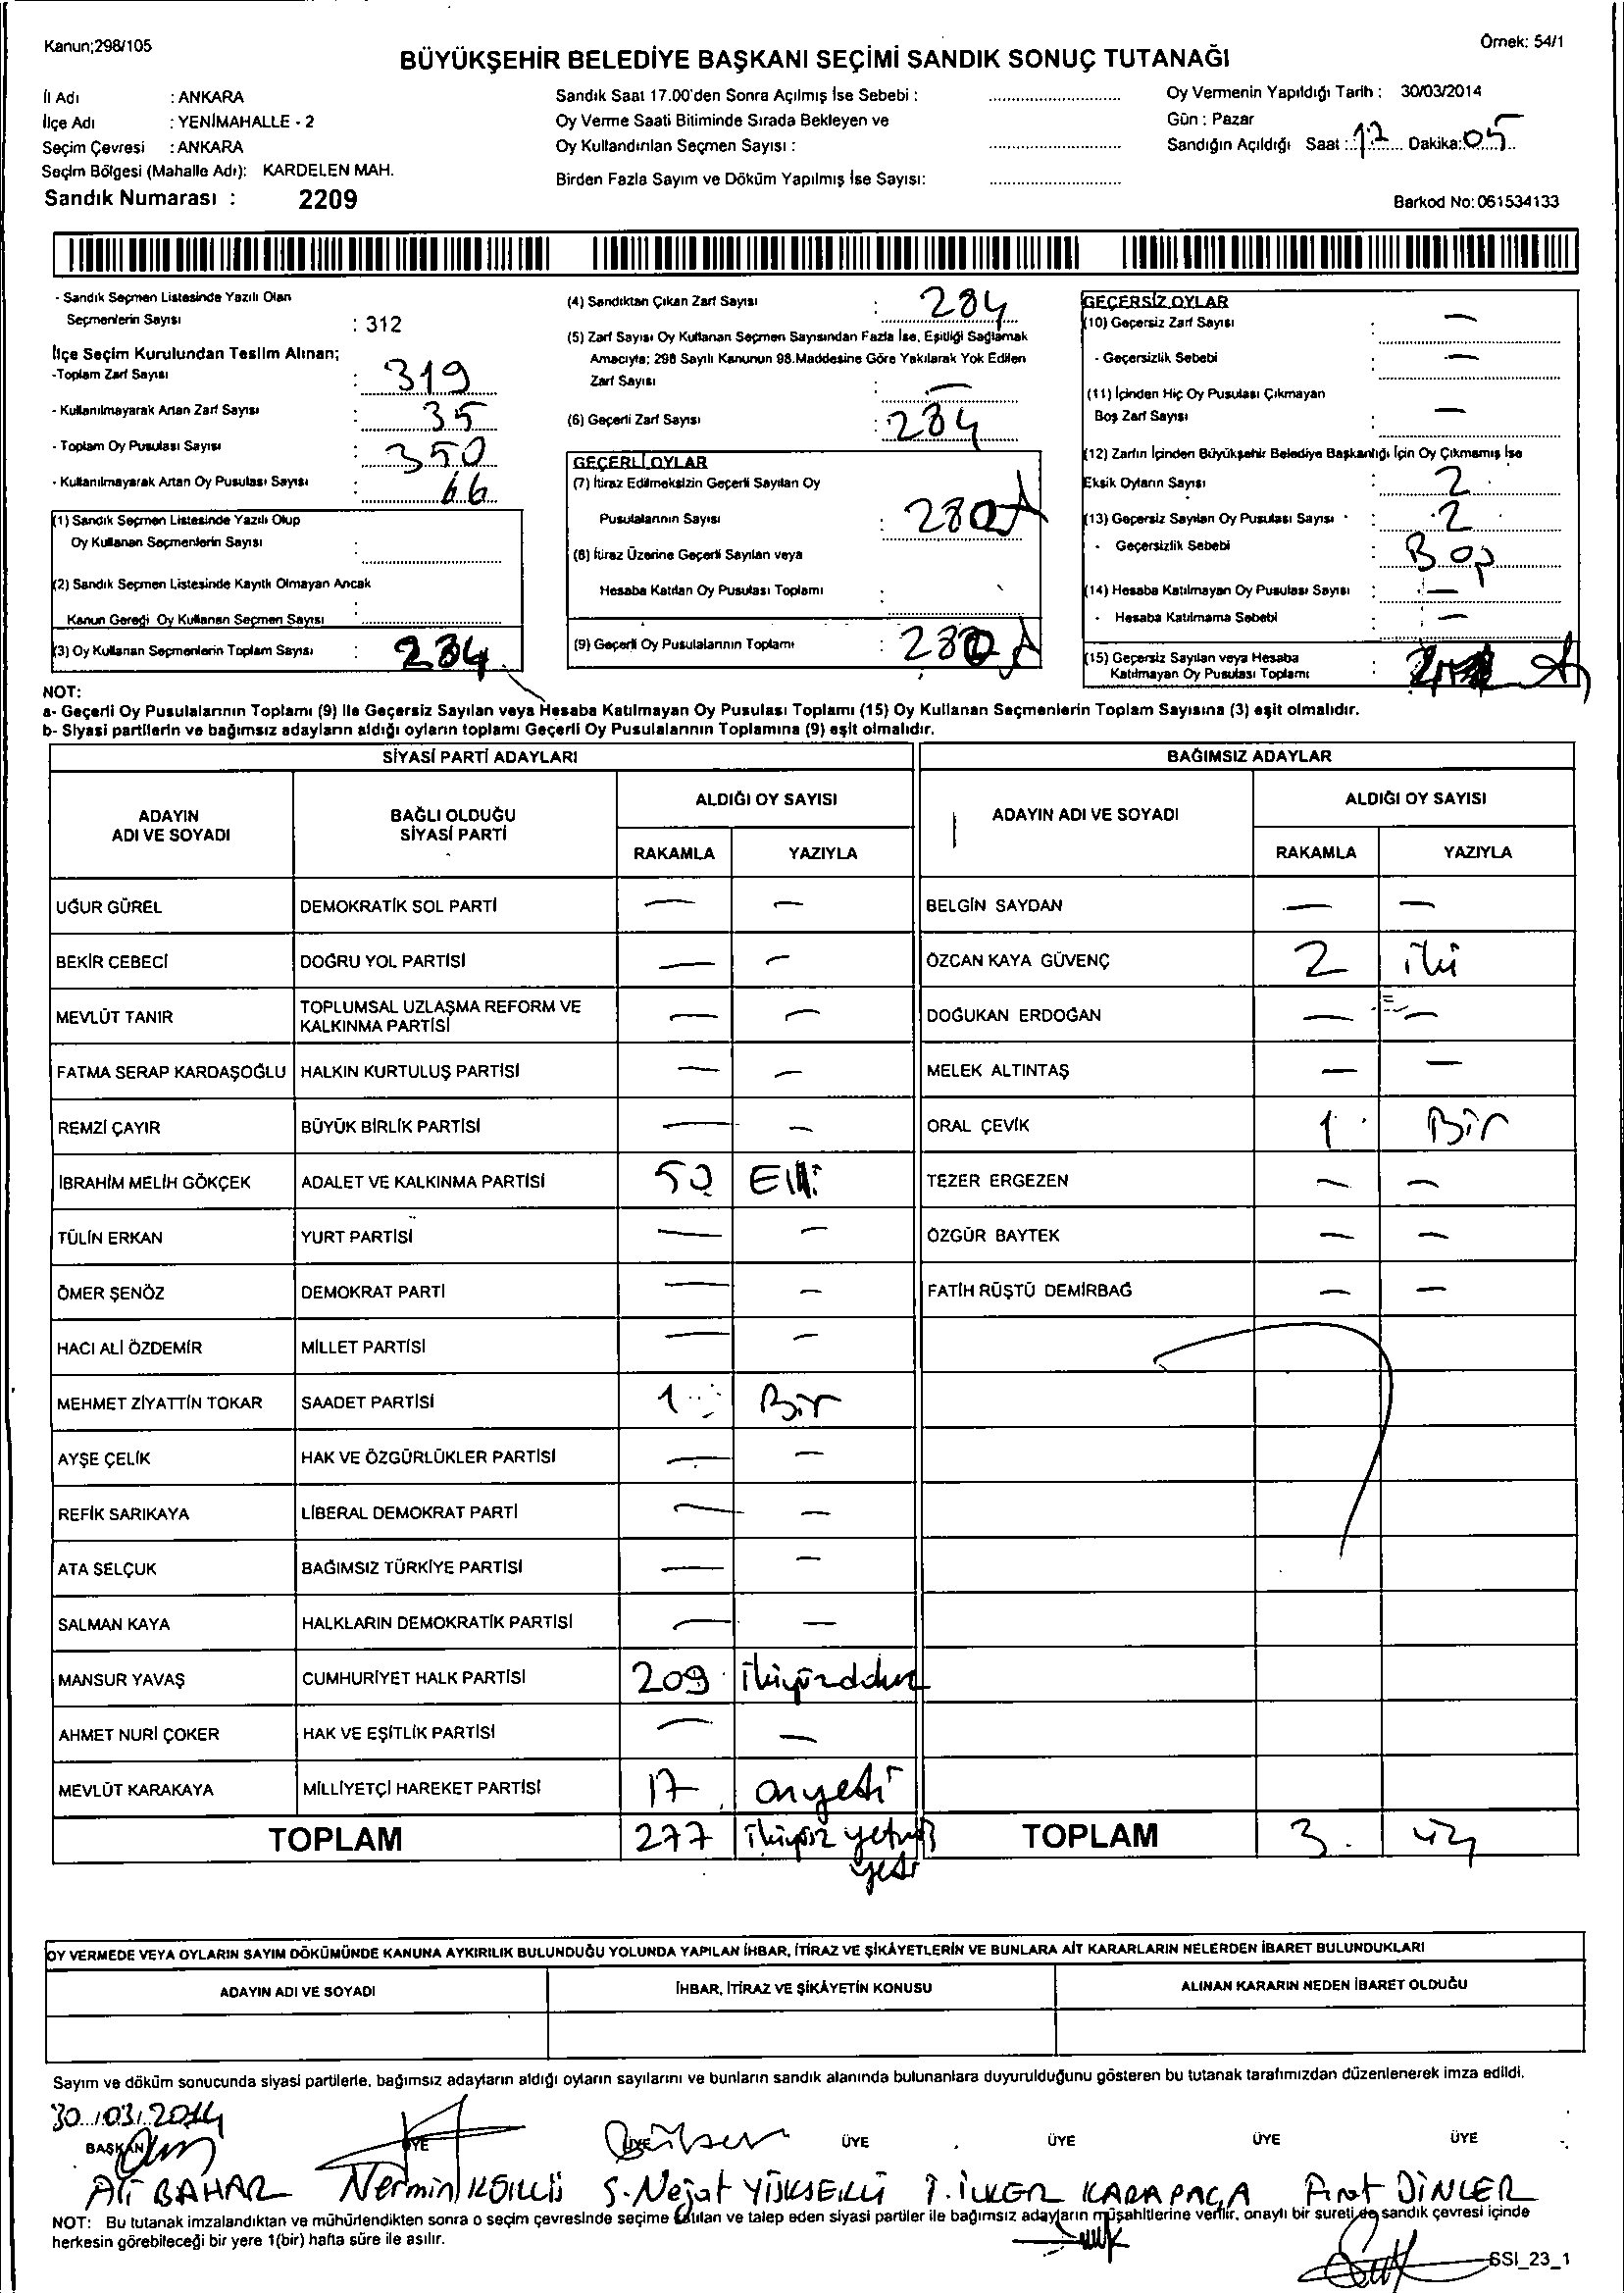 Kanun;298/105
Örnek: 54/1
BÜYÜKŞEHİR BELEDİYE BAŞKANI SEÇİMİ SANDIK SONUÇ TUTANAĞI
İl Adı : ANKARA
İlçe Adı : YENİMAHALLE - 2
Seçim Çevresi : ANKARA
Seçim Bölgesi (Mahalle Adı): KARDELEN MAH.
Sandık Numarası : 2209
Sandık Saat 17.00'den Sonra Açılmış İse Sebebi :
Oy Verme Saati Bitiminde Sırada Bekleyen ve
Oy Kullandırılan Seçmen Sayısı :
Birden Fazla Sayım ve Döküm Yapılmış İse Sayısı:
Oy Vermenin Yapıldığı Tarih : 30/03/2014
Gün : Pazar
Sandığın Açıldığı Saat : 17 Dakika: 05
Barkod No: 061534133
- Sandık Seçmen Listesinde Yazılı Olan
Seçmenlerin Sayısı : 312
İlçe Seçim Kurulundan Teslim Alınan;
-Toplam Zarf Sayısı : 319
- Kullanılmayarak Artan Zarf Sayısı : 35
- Toplam Oy Pusulası Sayısı : 350
- Kullanılmayarak Artan Oy Pusulası Sayısı : 66
(1) Sandık Seçmen Listesinde Yazılı Olup
Oy Kullanan Seçmenlerin Sayısı :
(2) Sandık Seçmen Listesinde Kayıtlı Olmayan Ancak
Kanun Gereği Oy Kullanan Seçmen Sayısı :
(3) Oy Kullanan Seçmenlerin Toplam Sayısı : 284
(4) Sandıktan Çıkan Zarf Sayısı : 284
(5) Zarf Sayısı Oy Kullanan Seçmen Sayısından Fazla İse, Eşitliği Sağlamak
Amacıyla; 298 Sayılı Kanunun 98.Maddesine Göre Yakılarak Yok Edilen
Zarf Sayısı : —
(6) Geçerli Zarf Sayısı : 284
GEÇERLİ OYLAR
(7) İtiraz Edilmeksizin Geçerli Sayılan Oy
Pusulalarının Sayısı : 280
(8) İtiraz Üzerine Geçerli Sayılan veya
Hesaba Katılan Oy Pusulası Toplamı :
(9) Geçerli Oy Pusulalarının Toplamı : 280
GEÇERSİZ OYLAR
(10) Geçersiz Zarf Sayısı : —
- Geçersizlik Sebebi : —
(11) İçinden Hiç Oy Pusulası Çıkmayan
Boş Zarf Sayısı : —
(12) Zarfın İçinden Büyükşehir Belediye Başkanlığı İçin Oy Çıkmamış İse
Eksik Oyların Sayısı : 2
(13) Geçersiz Sayılan Oy Pusulası Sayısı : 2
- Geçersizlik Sebebi : Boş
(14) Hesaba Katılmayan Oy Pusulası Sayısı : —
- Hesaba Katılmama Sebebi : —
(15) Geçersiz Sayılan veya Hesaba
Katılmayan Oy Pusulası Toplamı :
NOT:
a- Geçerli Oy Pusulalarının Toplamı (9) ile Geçersiz Sayılan veya Hesaba Katılmayan Oy Pusulası Toplamı (15) Oy Kullanan Seçmenlerin Toplam Sayısına (3) eşit olmalıdır.
b- Siyasi partilerin ve bağımsız adayların aldığı oyların toplamı Geçerli Oy Pusulalarının Toplamına (9) eşit olmalıdır.
SİYASİ PARTİ ADAYLARI
BAĞIMSIZ ADAYLAR
ADAYIN ADI VE SOYADI
BAĞLI OLDUĞU SİYASİ PARTİ
ALDIĞI OY SAYISI
RAKAMLA YAZIYLA
ADAYIN ADI VE SOYADI
ALDIĞI OY SAYISI
RAKAMLA YAZIYLA
UĞUR GÜREL DEMOKRATİK SOL PARTİ — — BELGİN SAYDAN — —
BEKİR CEBECİ DOĞRU YOL PARTİSİ — — ÖZCAN KAYA GÜVENÇ 2 iki
MEVLÜT TANIR TOPLUMSAL UZLAŞMA REFORM VE KALKINMA PARTİSİ — — DOĞUKAN ERDOĞAN — —
FATMA SERAP KARDAŞOĞLU HALKIN KURTULUŞ PARTİSİ — — MELEK ALTINTAŞ — —
REMZİ ÇAYIR BÜYÜK BİRLİK PARTİSİ — — ORAL ÇEVİK 1 Bir
İBRAHİM MELİH GÖKÇEK ADALET VE KALKINMA PARTİSİ 50 Elli TEZER ERGEZEN — —
TÜLİN ERKAN YURT PARTİSİ — — ÖZGÜR BAYTEK — —
ÖMER ŞENÖZ DEMOKRAT PARTİ — — FATİH RÜŞTÜ DEMİRBAĞ — —
HACI ALİ ÖZDEMİR MİLLET PARTİSİ — —
MEHMET ZİYATTİN TOKAR SAADET PARTİSİ 1 Bir
AYŞE ÇELİK HAK VE ÖZGÜRLÜKLER PARTİSİ — —
REFİK SARIKAYA LİBERAL DEMOKRAT PARTİ — —
ATA SELÇUK BAĞIMSIZ TÜRKİYE PARTİSİ — —
SALMAN KAYA HALKLARIN DEMOKRATİK PARTİSİ — —
MANSUR YAVAŞ CUMHURİYET HALK PARTİSİ 209
AHMET NURİ ÇOKER HAK VE EŞİTLİK PARTİSİ — —
MEVLÜT KARAKAYA MİLLİYETÇİ HAREKET PARTİSİ 17 onyedi
TOPLAM 277 ikiyüz yetmiş yedi TOPLAM 3
OY VERMEDE VEYA OYLARIN SAYIM DÖKÜMÜNDE KANUNA AYKIRILIK BULUNDUĞU YOLUNDA YAPILAN İHBAR, İTİRAZ VE ŞİKÂYETLERİN VE BUNLARA AİT KARARLARIN NELERDEN İBARET BULUNDUKLARI
ADAYIN ADI VE SOYADI İHBAR, İTİRAZ VE ŞİKÂYETİN KONUSU ALINAN KARARIN NEDEN İBARET OLDUĞU
Sayım ve döküm sonucunda siyasi partilerle, bağımsız adayların aldığı oyların sayılarını ve bunların sandık alanında bulunanlara duyurulduğunu gösteren bu tutanak tarafımızdan düzenlenerek imza edildi.
30/03/2014
BAŞKAN ÜYE ÜYE ÜYE ÜYE ÜYE ÜYE
Ali BAHAR Nermin S. Nejat İLKER KARAPAÇA Fırat DİNLER
NOT: Bu tutanak imzalandıktan ve mühürlendikten sonra o seçim çevresinde seçime katılan ve talep eden siyasi partiler ile bağımsız adayların müşahitlerine verilir, onaylı bir sureti de sandık çevresi içinde
herkesin görebileceği bir yere 1(bir) hafta süre ile asılır.
SSI_23_1